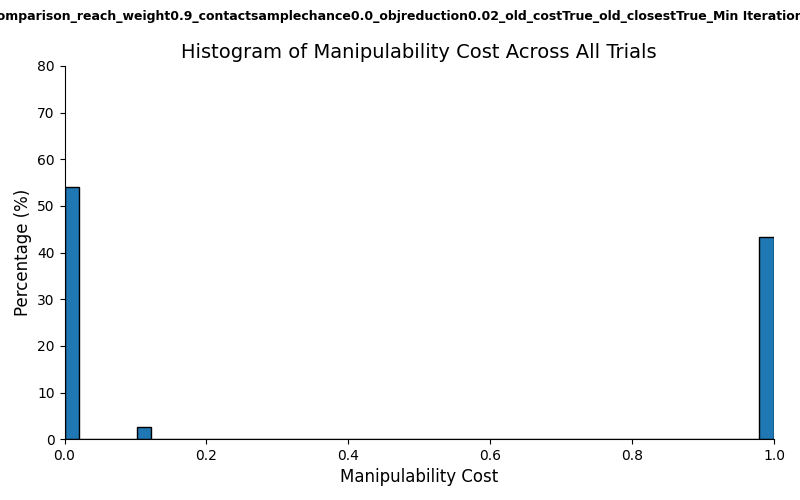 omparison_reach_weight0.9_contactsamplechance0.0_objreduction0.02_old_costTrue_old_closestTrue_Min Iteration
Histogram of Manipulability Cost Across All Trials
80
70
60
50
40
30
20
10
0
Percentage (%)
0.0 0.2 0.4 0.6 0.8 1.0
Manipulability Cost